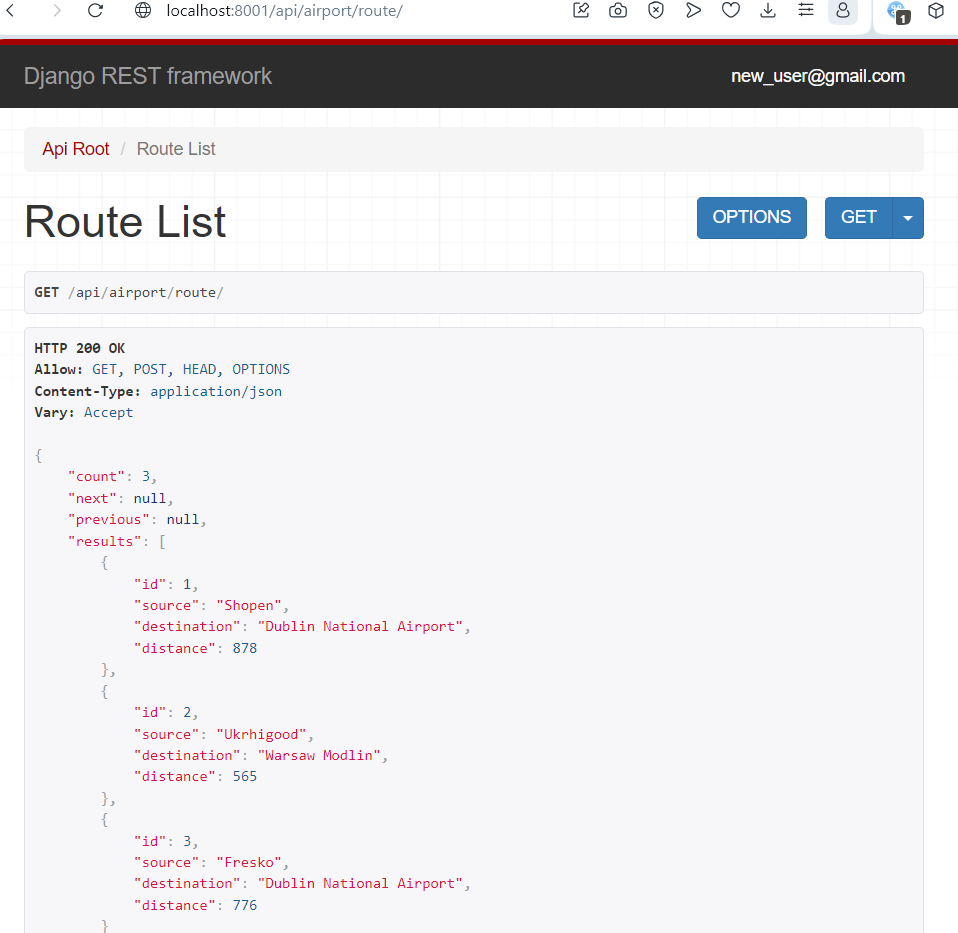 localhost:8001/api/airport/route/
1
Django REST framework
new_user@gmail.com
Api Root / Route List
Route List
OPTIONS
GET
GET /api/airport/route/
HTTP 200 OK
Allow: GET, POST, HEAD, OPTIONS
Content-Type: application/json
Vary: Accept
{
    "count": 3,
    "next": null,
    "previous": null,
    "results": [
        {
            "id": 1,
            "source": "Shopen",
            "destination": "Dublin National Airport",
            "distance": 878
        },
        {
            "id": 2,
            "source": "Ukrhigood",
            "destination": "Warsaw Modlin",
            "distance": 565
        },
        {
            "id": 3,
            "source": "Fresko",
            "destination": "Dublin National Airport",
            "distance": 776
        }